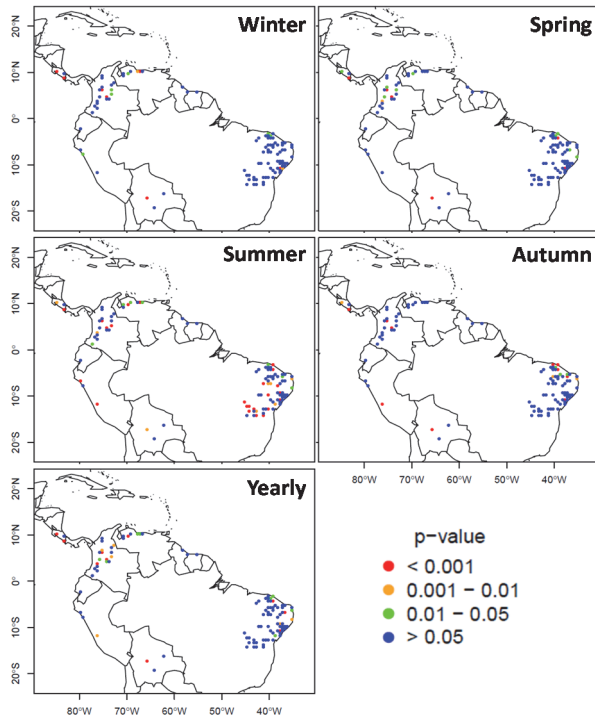 Winter
Spring
20°N
10°N
0°
10°S
20°S
Summer
Autumn
20°N
10°N
0°
10°S
20°S
80°W 70°W 60°W 50°W 40°W
Yearly
20°N
10°N
0°
10°S
20°S
80°W 70°W 60°W 50°W 40°W
p-value
< 0.001
0.001 – 0.01
0.01 – 0.05
> 0.05